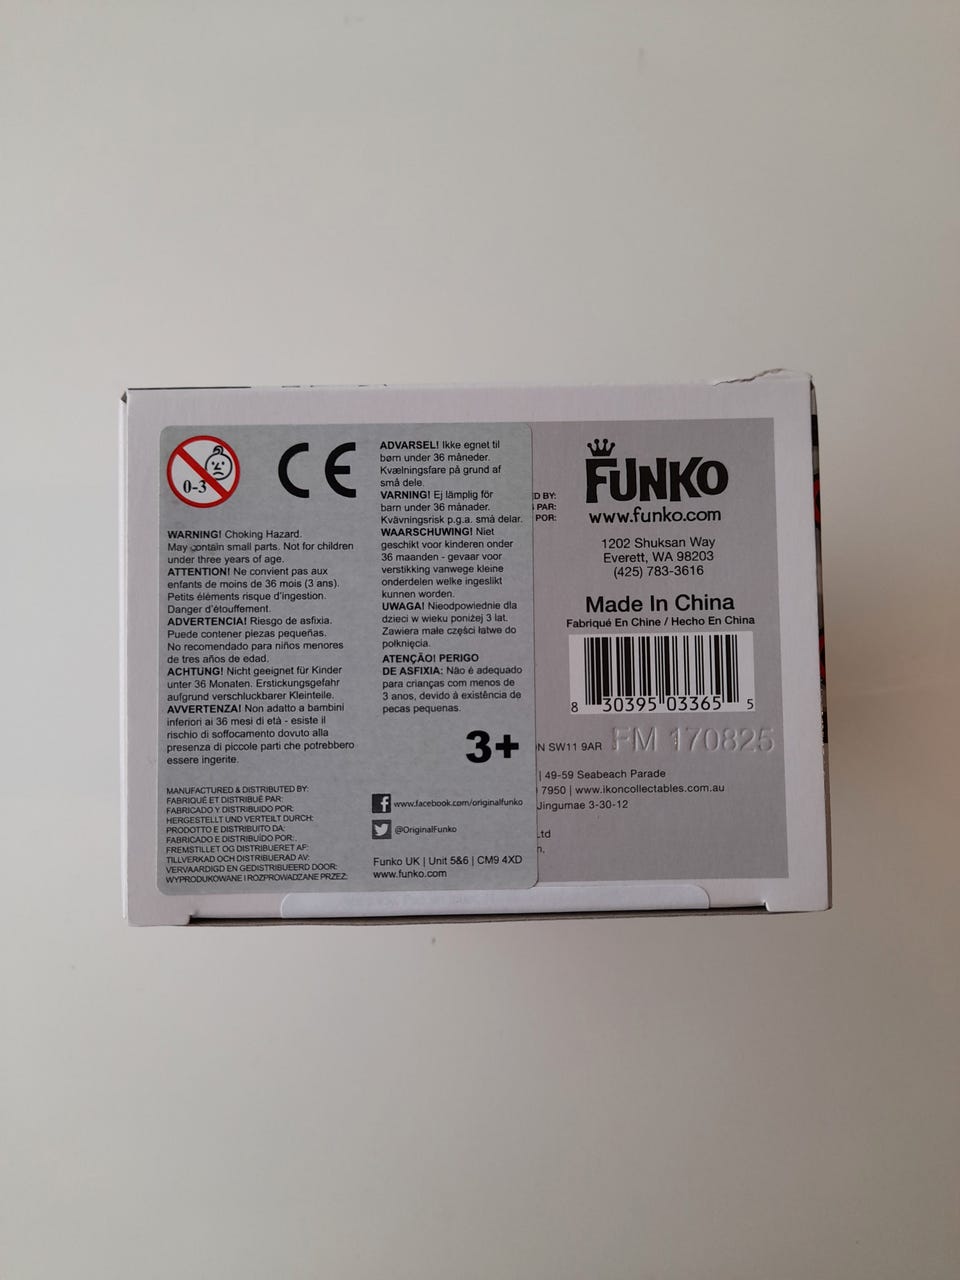 0-3
CE
WARNING! Choking Hazard.
May contain small parts. Not for children
under three years of age.
ATTENTION! Ne convient pas aux
enfants de moins de 36 mois (3 ans).
Petits éléments risque d'ingestion.
Danger d'étouffement.
ADVERTENCIA! Riesgo de asfixia.
Puede contener piezas pequeñas.
No recomendado para niños menores
de tres años de edad.
ACHTUNG! Nicht geeignet für Kinder
unter 36 Monaten. Erstickungsgefahr
aufgrund verschluckbarer Kleinteile.
AVVERTENZA! Non adatto a bambini
inferiori ai 36 mesi di età - esiste il
rischio di soffocamento dovuto alla
presenza di piccole parti che potrebbero
essere ingerite.
MANUFACTURED & DISTRIBUTED BY:
FABRIQUÉ ET DISTRIBUÉ PAR:
FABRICADO Y DISTRIBUIDO POR:
HERGESTELLT UND VERTEILT DURCH:
PRODOTTO E DISTRIBUITO DA:
FABRICADO E DISTRIBUÍDO POR:
FREMSTILLET OG DISTRIBUERET AF:
TILLVERKAD OCH DISTRIBUERAD AV:
VERVAARDIGD EN GEDISTRIBUEERD DOOR:
WYPRODUKOWANE I ROZPROWADZANE PRZEZ:
ADVARSEL! Ikke egnet til
børn under 36 måneder.
Kvælningsfare på grund af
små dele.
VARNING! Ej lämplig för
barn under 36 månader.
Kvävningsrisk p.g.a. små delar.
WAARSCHUWING! Niet
geschikt voor kinderen onder
36 maanden - gevaar voor
verstikking vanwege kleine
onderdelen welke ingeslikt
kunnen worden.
UWAGA! Nieodpowiednie dla
dzieci w wieku poniżej 3 lat.
Zawiera małe części łatwe do
połknięcia.
ATENÇÃO! PERIGO
DE ASFIXIA: Não é adequado
para crianças com menos de
3 anos, devido à existência de
pecas pequenas.
3+
www.facebook.com/originalfunko
@OriginalFunko
Funko UK | Unit 5&6 | CM9 4XD
www.funko.com
D BY:
PAR:
POR:
FUNKO
www.funko.com
1202 Shuksan Way
Everett, WA 98203
(425) 783-3616
Made In China
Fabriqué En Chine / Hecho En China
8 30395 03365 5
N SW11 9AR
FM 170825
| 49-59 Seabeach Parade
7950 | www.ikoncollectables.com.au
Jingumae 3-30-12
Ltd
n,